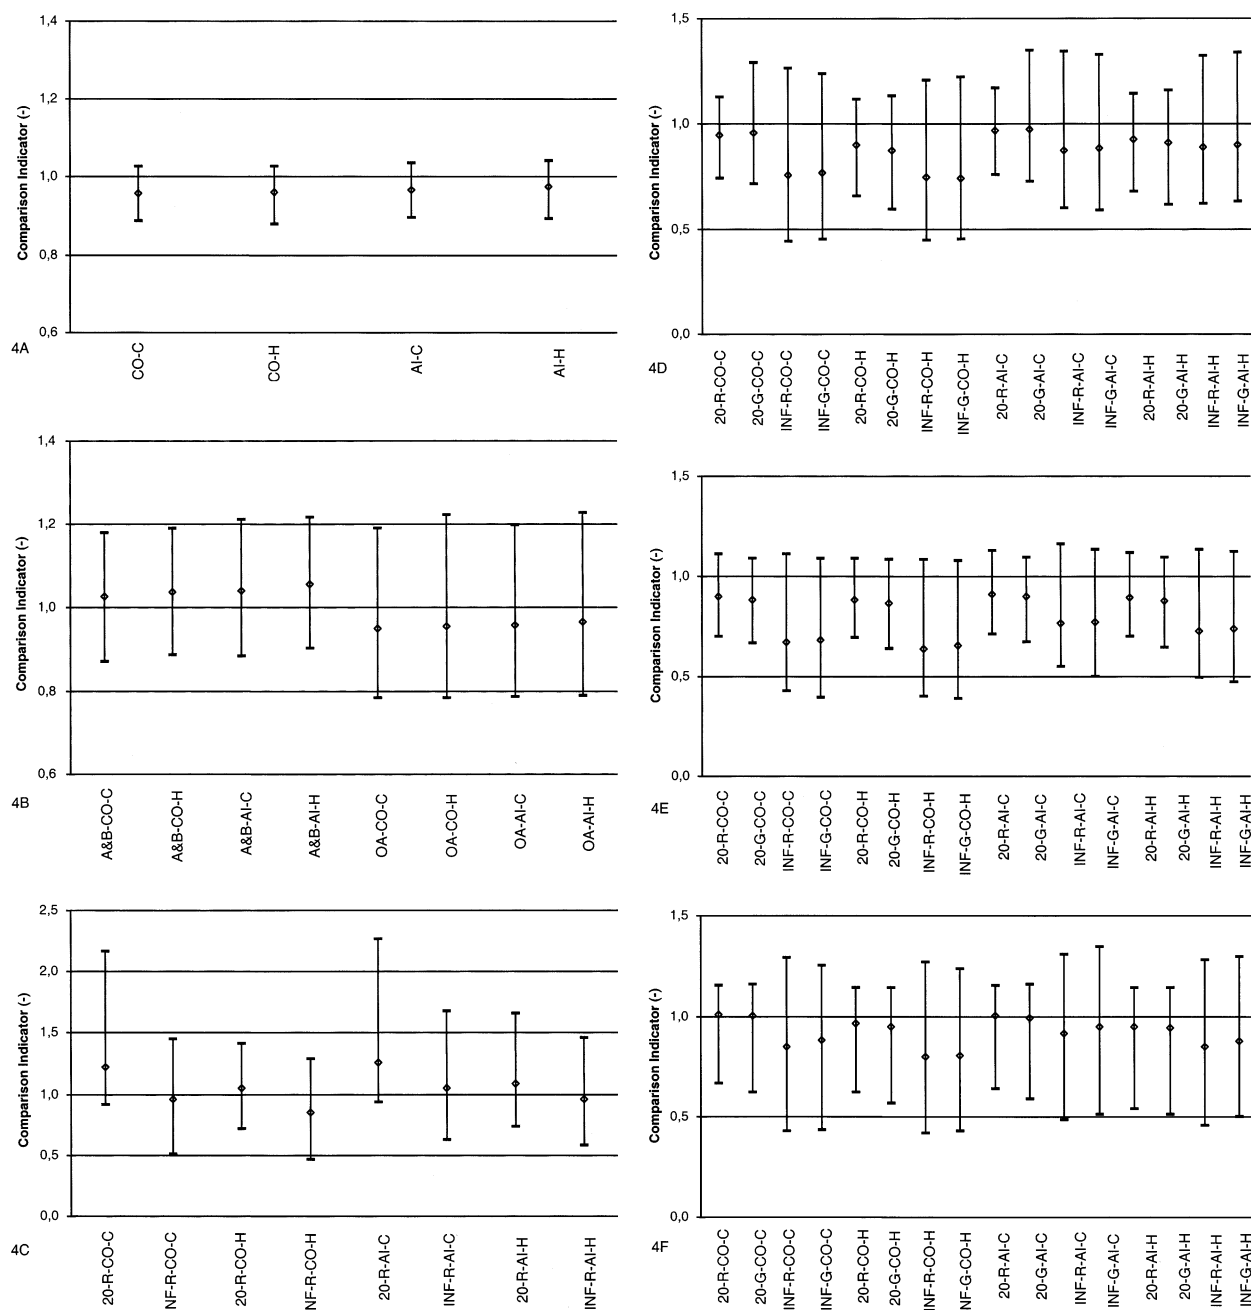 1,4
1,2
1,0
0,8
0,6
Comparison Indicator (-)
4A
CO-C
CO-H
AI-C
AI-H
1,4
1,2
1,0
0,8
0,6
Comparison Indicator (-)
4B
A&B-CO-C
A&B-CO-H
A&B-AI-C
A&B-AI-H
OA-CO-C
OA-CO-H
OA-AI-C
OA-AI-H
2,5
2,0
1,5
1,0
0,5
0,0
Comparison Indicator (-)
4C
20-R-CO-C
NF-R-CO-C
20-R-CO-H
NF-R-CO-H
20-R-AI-C
INF-R-AI-C
20-R-AI-H
INF-R-AI-H
1,5
1,0
0,5
0,0
Comparison Indicator (-)
4D
20-R-CO-C
20-G-CO-C
INF-R-CO-C
INF-G-CO-C
20-R-CO-H
20-G-CO-H
INF-R-CO-H
INF-G-CO-H
20-R-AI-C
20-G-AI-C
INF-R-AI-C
INF-G-AI-C
20-R-AI-H
20-G-AI-H
INF-R-AI-H
INF-G-AI-H
1,5
1,0
0,5
0,0
Comparison Indicator (-)
4E
20-R-CO-C
20-G-CO-C
INF-R-CO-C
INF-G-CO-C
20-R-CO-H
20-G-CO-H
INF-R-CO-H
INF-G-CO-H
20-R-AI-C
20-G-AI-C
INF-R-AI-C
INF-G-AI-C
20-R-AI-H
20-G-AI-H
INF-R-AI-H
INF-G-AI-H
1,5
1,0
0,5
0,0
Comparison Indicator (-)
4F
20-R-CO-C
20-G-CO-C
INF-R-CO-C
INF-G-CO-C
20-R-CO-H
20-G-CO-H
INF-R-CO-H
INF-G-CO-H
20-R-AI-C
20-G-AI-C
INF-R-AI-C
INF-G-AI-C
20-R-AI-H
20-G-AI-H
INF-R-AI-H
INF-G-AI-H